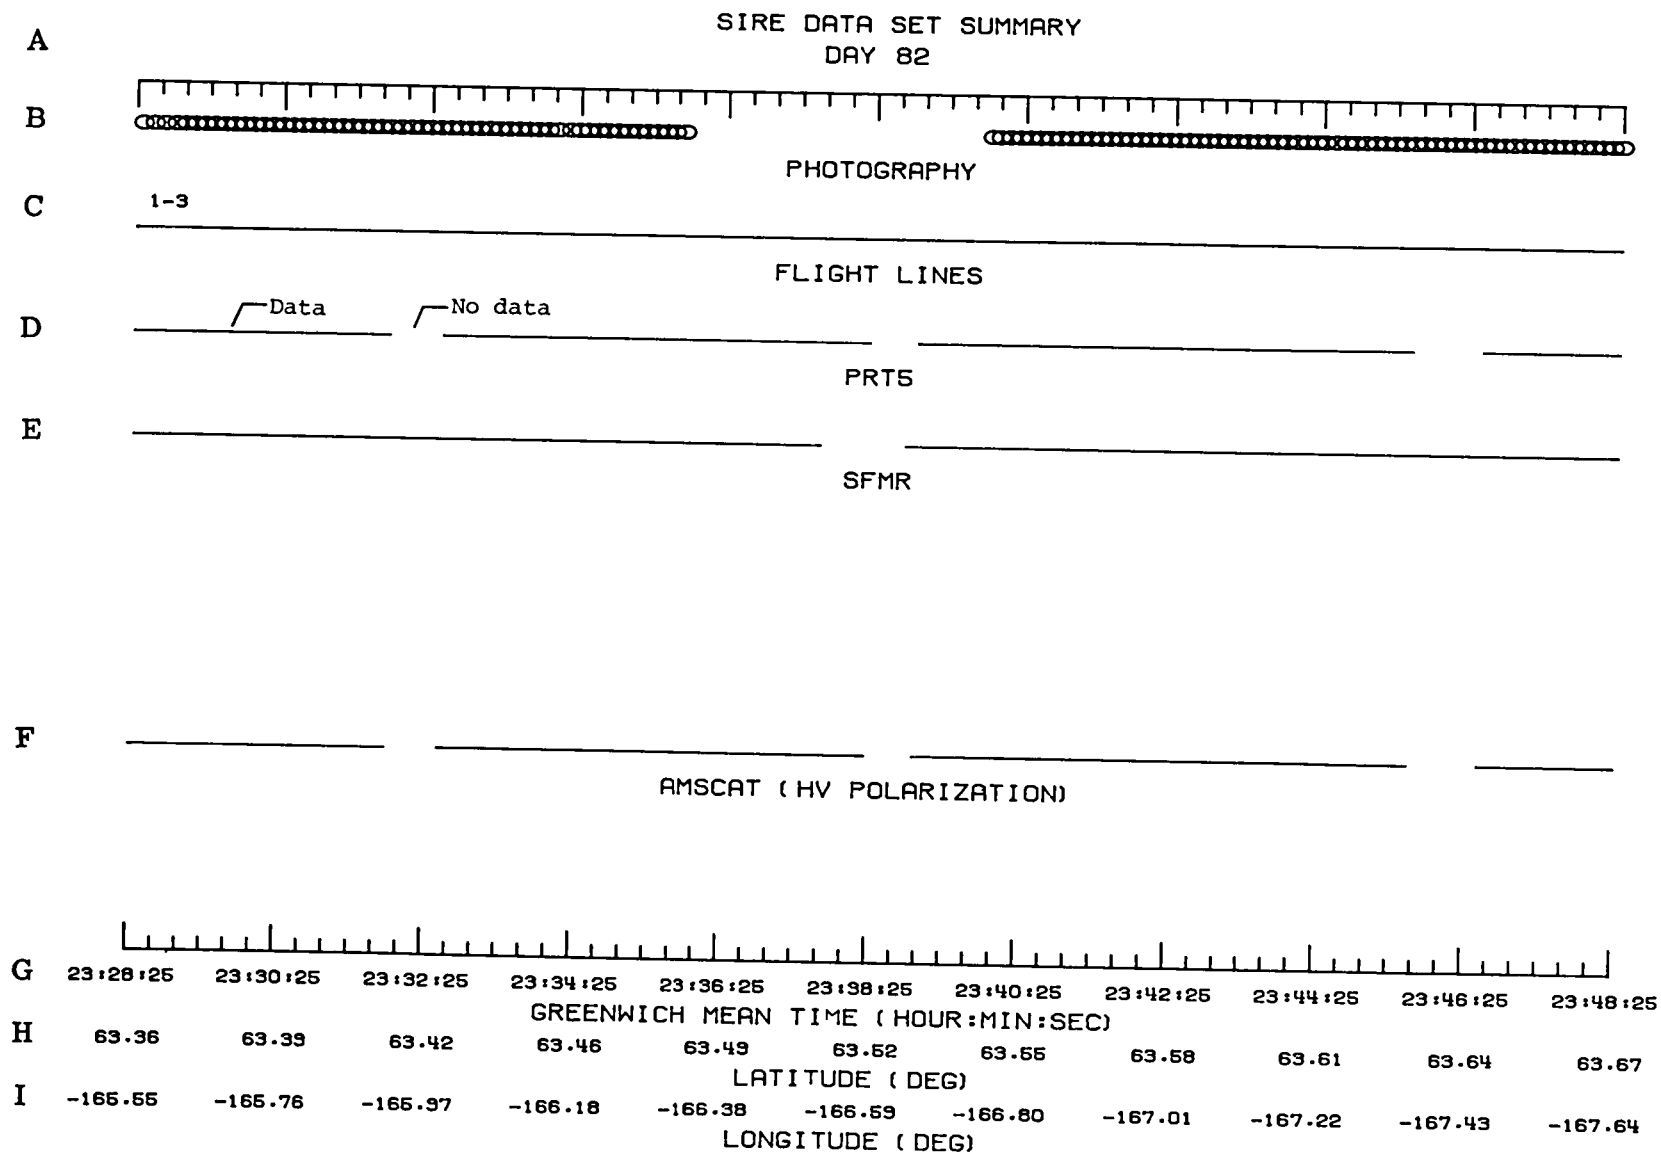 A
SIRE DATA SET SUMMARY
DAY 82
B
PHOTOGRAPHY
C
1-3
FLIGHT LINES
D
Data
No data
PRT5
E
SFMR
F
AMSCAT (HV POLARIZATION)
G 23:28:25 23:30:25 23:32:25 23:34:25 23:36:25 23:38:25 23:40:25 23:42:25 23:44:25 23:46:25 23:48:25
GREENWICH MEAN TIME (HOUR:MIN:SEC)
H 63.36 63.39 63.42 63.46 63.49 63.52 63.55 63.58 63.61 63.64 63.67
LATITUDE (DEG)
I -165.55 -165.76 -165.97 -166.18 -166.38 -166.59 -166.80 -167.01 -167.22 -167.43 -167.64
LONGITUDE (DEG)